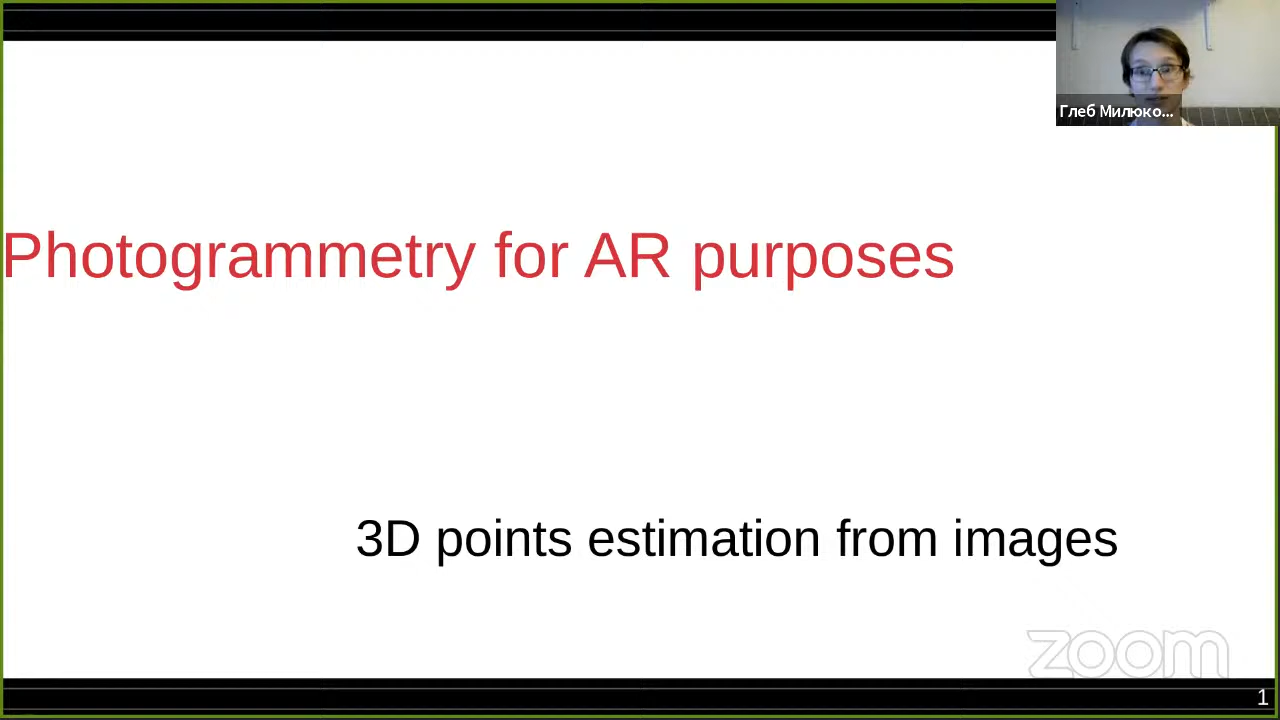 Глеб Милюко...
Photogrammetry for AR purposes
3D points estimation from images
zoom
1